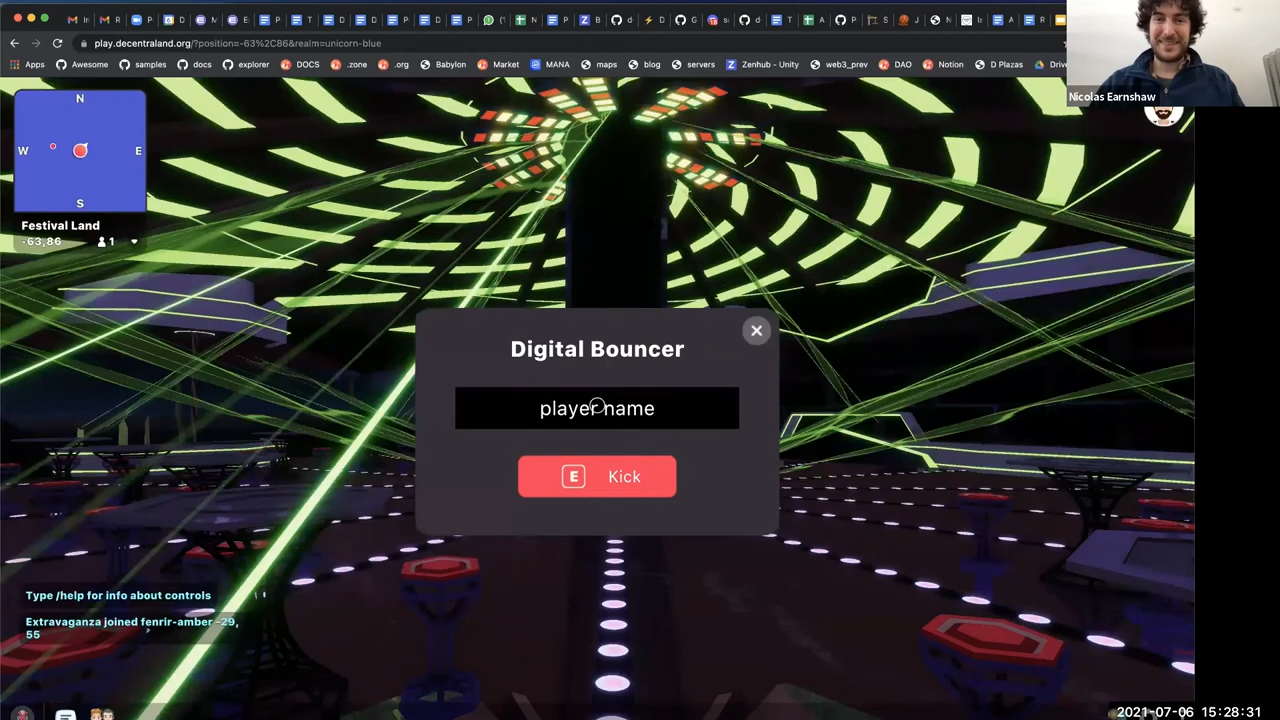 play.decentraland.org/?position=-63%2C86&realm=unicorn-blue
Apps Awesome samples docs explorer DOCS .zone .org Babylon Market MANA maps blog servers Zenhub - Unity web3_prev DAO Notion D Plazas Drive
Nicolas Earnshaw
N
W E
S
Festival Land
-63,86 1
Digital Bouncer
player name
E Kick
Type /help for info about controls
Extravaganza joined fenrir-amber -29,
55
2021-07-06 15:28:31